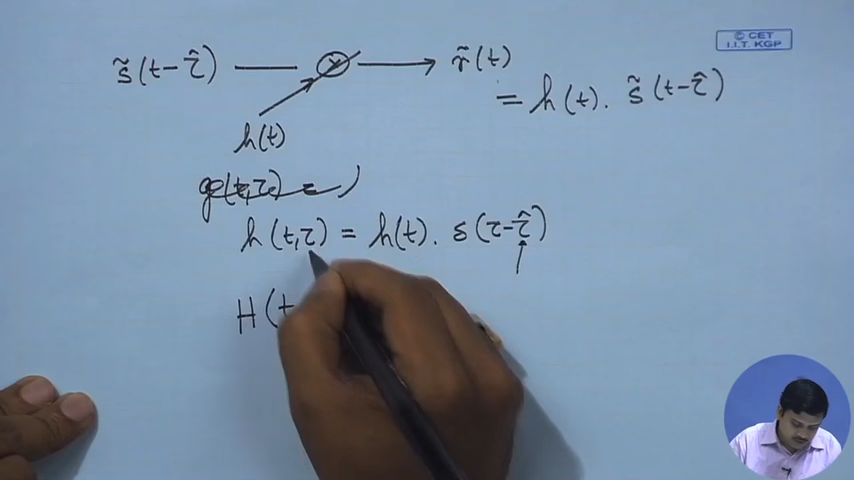 © CET
I.I.T. KGP
s̃(t-τ̂) ⊗ r̃(t)
= h(t). s̃(t-τ̂)
h(t)
h(t,τ) = h(t). δ(τ-τ̂)
H(t